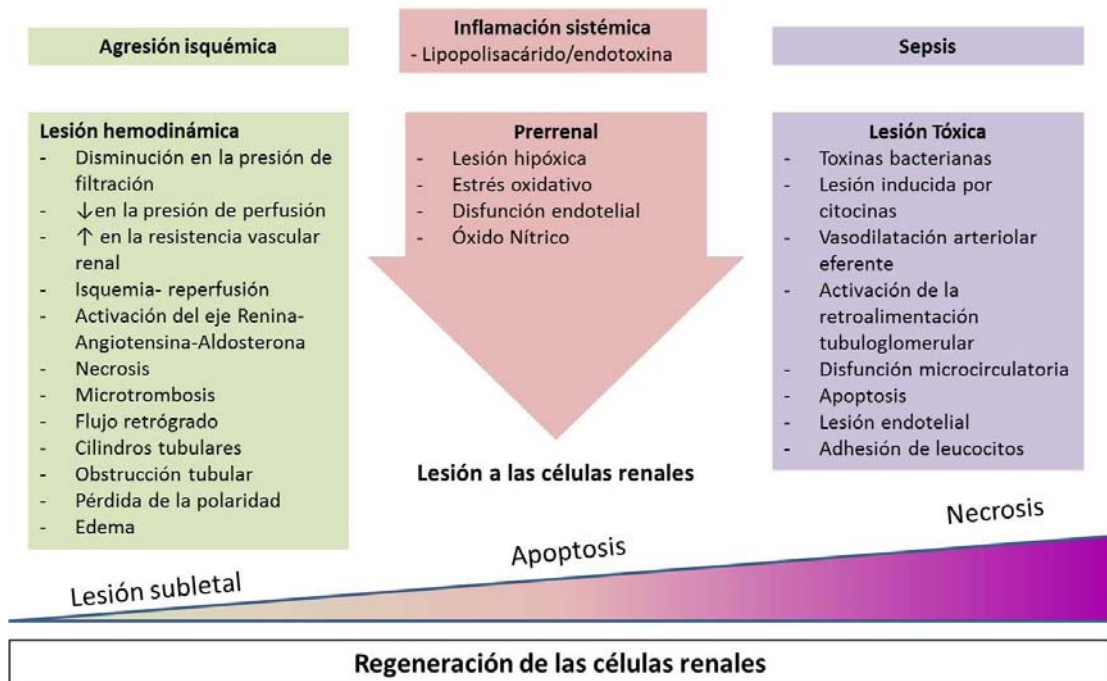 Agresión isquémica
Inflamación sistémica
- Lipopolisacárido/endotoxina
Sepsis
Lesión hemodinámica
- Disminución en la presión de
filtración
- ↓en la presión de perfusión
- ↑ en la resistencia vascular
renal
- Isquemia- reperfusión
- Activación del eje Renina-
Angiotensina-Aldosterona
- Necrosis
- Microtrombosis
- Flujo retrógrado
- Cilindros tubulares
- Obstrucción tubular
- Pérdida de la polaridad
- Edema
Prerrenal
- Lesión hipóxica
- Estrés oxidativo
- Disfunción endotelial
- Óxido Nítrico
Lesión Tóxica
- Toxinas bacterianas
- Lesión inducida por
citocinas
- Vasodilatación arteriolar
eferente
- Activación de la
retroalimentación
tubuloglomerular
- Disfunción microcirculatoria
- Apoptosis
- Lesión endotelial
- Adhesión de leucocitos
Lesión a las células renales
Lesión subletal
Apoptosis
Necrosis
Regeneración de las células renales